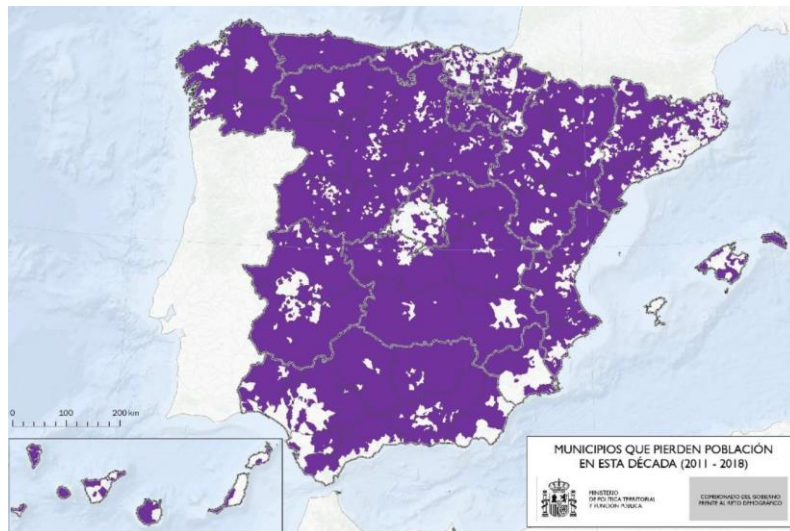 0 100 200 km
MUNICIPIOS QUE PIERDEN POBLACIÓN
EN ESTA DÉCADA (2011 - 2018)
MINISTERIO
DE POLÍTICA TERRITORIAL
Y FUNCIÓN PÚBLICA
COMISIONADO DEL GOBIERNO
FRENTE AL RETO DEMOGRÁFICO